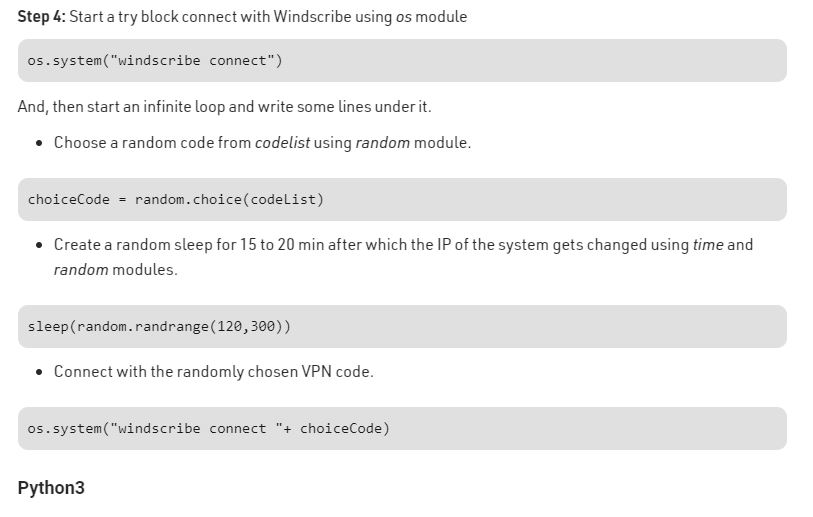 Step 4: Start a try block connect with Windscribe using os module
os.system("windscribe connect")
And, then start an infinite loop and write some lines under it.
• Choose a random code from codelist using random module.
choiceCode = random.choice(codeList)
• Create a random sleep for 15 to 20 min after which the IP of the system gets changed using time and
random modules.
sleep(random.randrange(120,300))
• Connect with the randomly chosen VPN code.
os.system("windscribe connect "+ choiceCode)
Python3